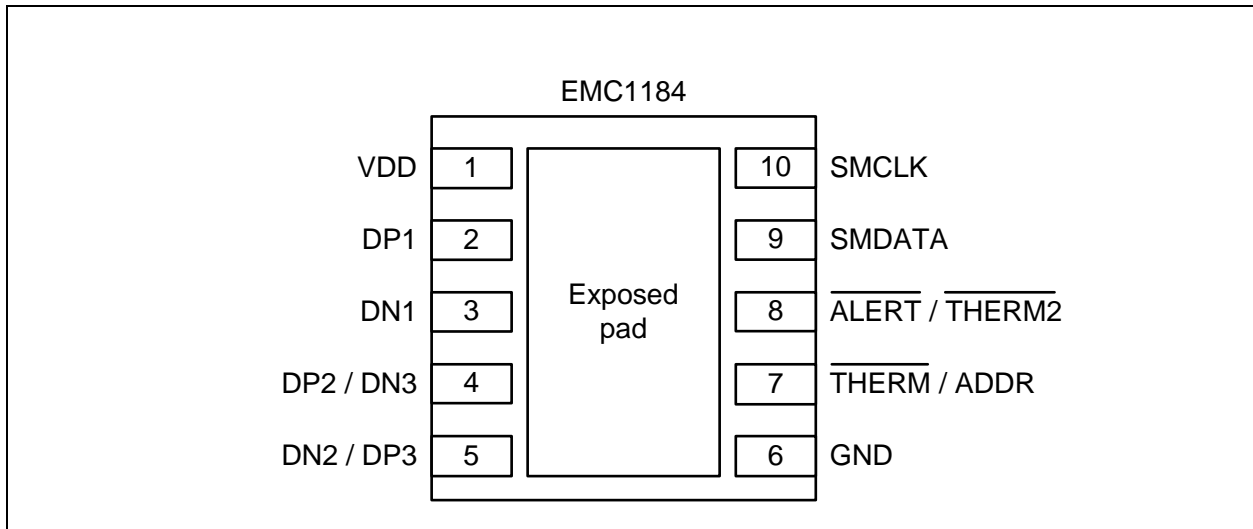 EMC1184
VDD 1 10 SMCLK
DP1 2 9 SMDATA
DN1 3 8 ALERT / THERM2
DP2 / DN3 4 7 THERM / ADDR
DN2 / DP3 5 6 GND
Exposed
pad